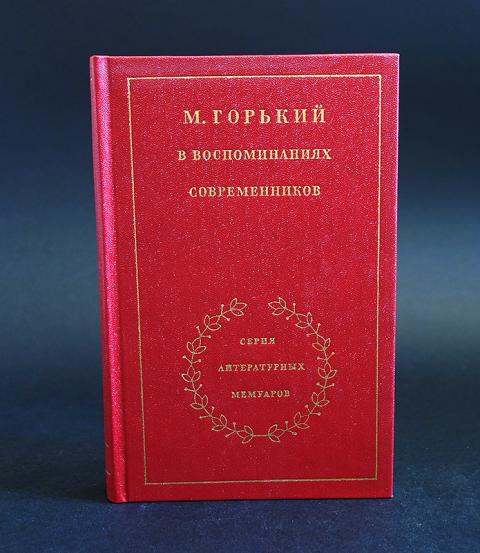 М. ГОРЬКИЙ
В ВОСПОМИНАНИЯХ
СОВРЕМЕННИКОВ
СЕРИЯ
ЛИТЕРАТУРНЫХ
МЕМУАРОВ